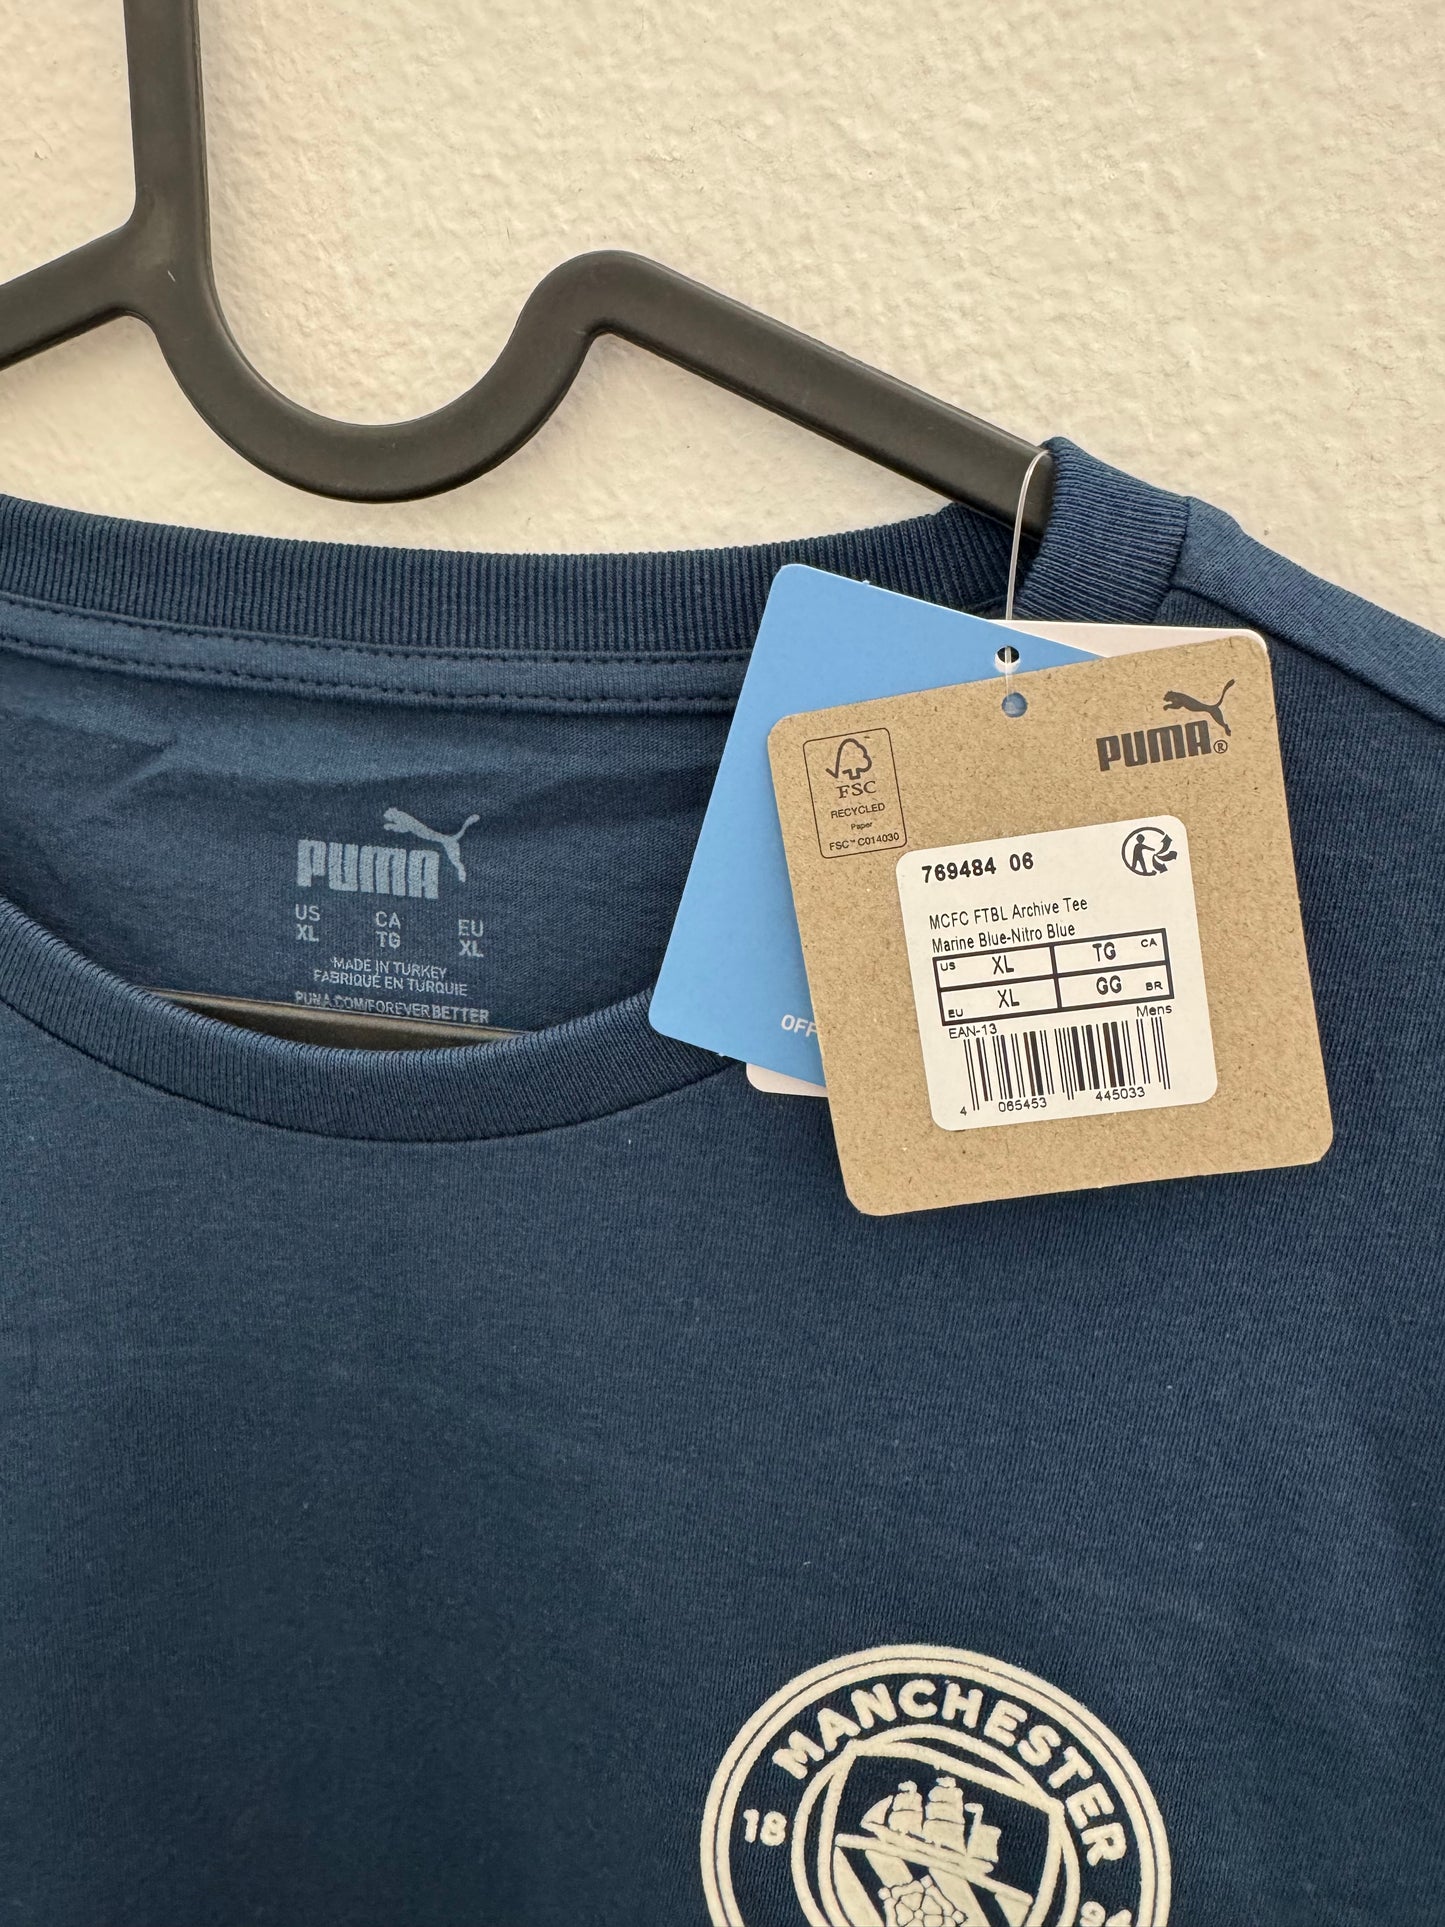 PUMA
US CA EU
XL TG XL
MADE IN TURKEY
FABRIQUÉ EN TURQUIE
PUMA.COM/FOREVERBETTER
OFF
PUMA®
FSC
RECYCLED
Paper
FSC™ C014030
769484 06
MCFC FTBL Archive Tee
Marine Blue-Nitro Blue
US XL TG CA
EU XL GG BR
EAN-13 Mens
4 065453 445033
MANCHESTER
18 94